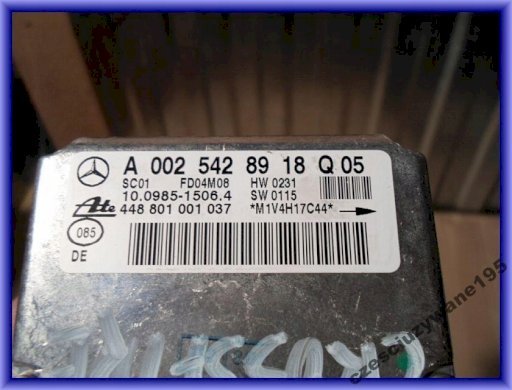 A 002 542 89 18 Q 05
SC01 FD04M08 HW 0231
10.0985-1506.4 SW 0115
Ate 448 801 001 037 *M1V4H17C44*
085
DE
czesciuzywane195